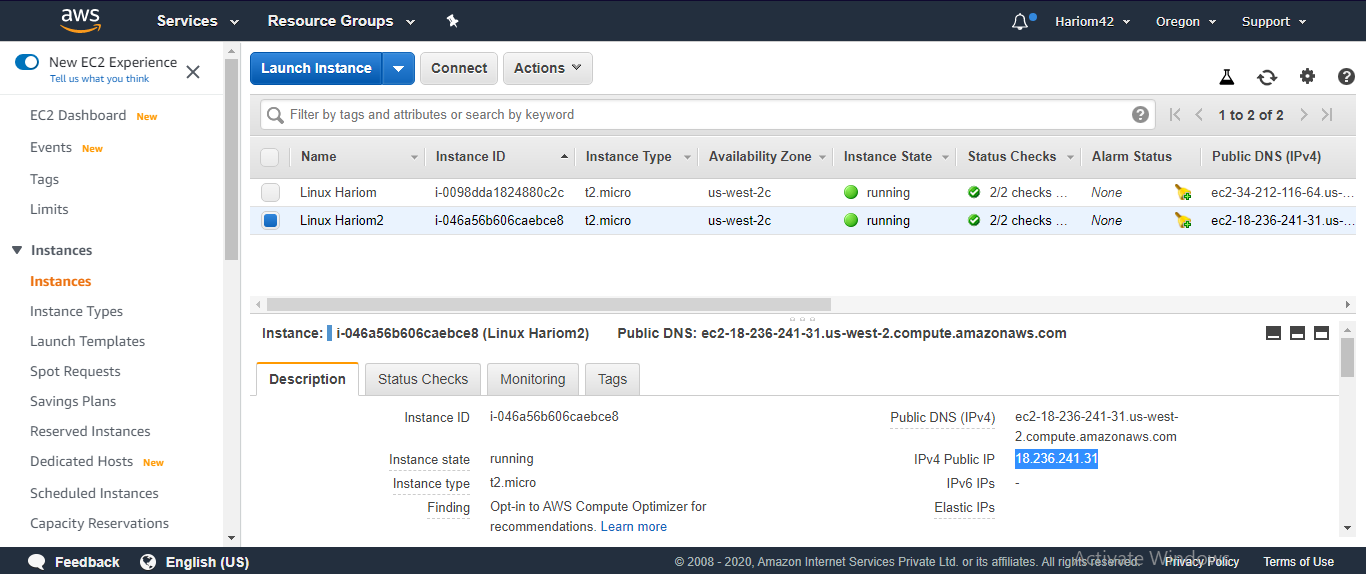 aws Services Resource Groups Hariom42 Oregon Support
New EC2 Experience
Tell us what you think
EC2 Dashboard New
Events New
Tags
Limits
Instances
Instances
Instance Types
Launch Templates
Spot Requests
Savings Plans
Reserved Instances
Dedicated Hosts New
Scheduled Instances
Capacity Reservations
Launch Instance Connect Actions
Filter by tags and attributes or search by keyword 1 to 2 of 2
Name Instance ID Instance Type Availability Zone Instance State Status Checks Alarm Status Public DNS (IPv4)
Linux Hariom i-0098dda1824880c2c t2.micro us-west-2c running 2/2 checks ... None ec2-34-212-116-64.us-...
Linux Hariom2 i-046a56b606caebce8 t2.micro us-west-2c running 2/2 checks ... None ec2-18-236-241-31.us-...
Instance: i-046a56b606caebce8 (Linux Hariom2) Public DNS: ec2-18-236-241-31.us-west-2.compute.amazonaws.com
Description Status Checks Monitoring Tags
Instance ID i-046a56b606caebce8 Public DNS (IPv4) ec2-18-236-241-31.us-west-
2.compute.amazonaws.com
Instance state running IPv4 Public IP 18.236.241.31
Instance type t2.micro IPv6 IPs -
Finding Opt-in to AWS Compute Optimizer for Elastic IPs
recommendations. Learn more
Activate Windows
Feedback English (US) © 2008 - 2020, Amazon Internet Services Private Ltd. or its affiliates. All rights reserved. Privacy Policy Terms of Use